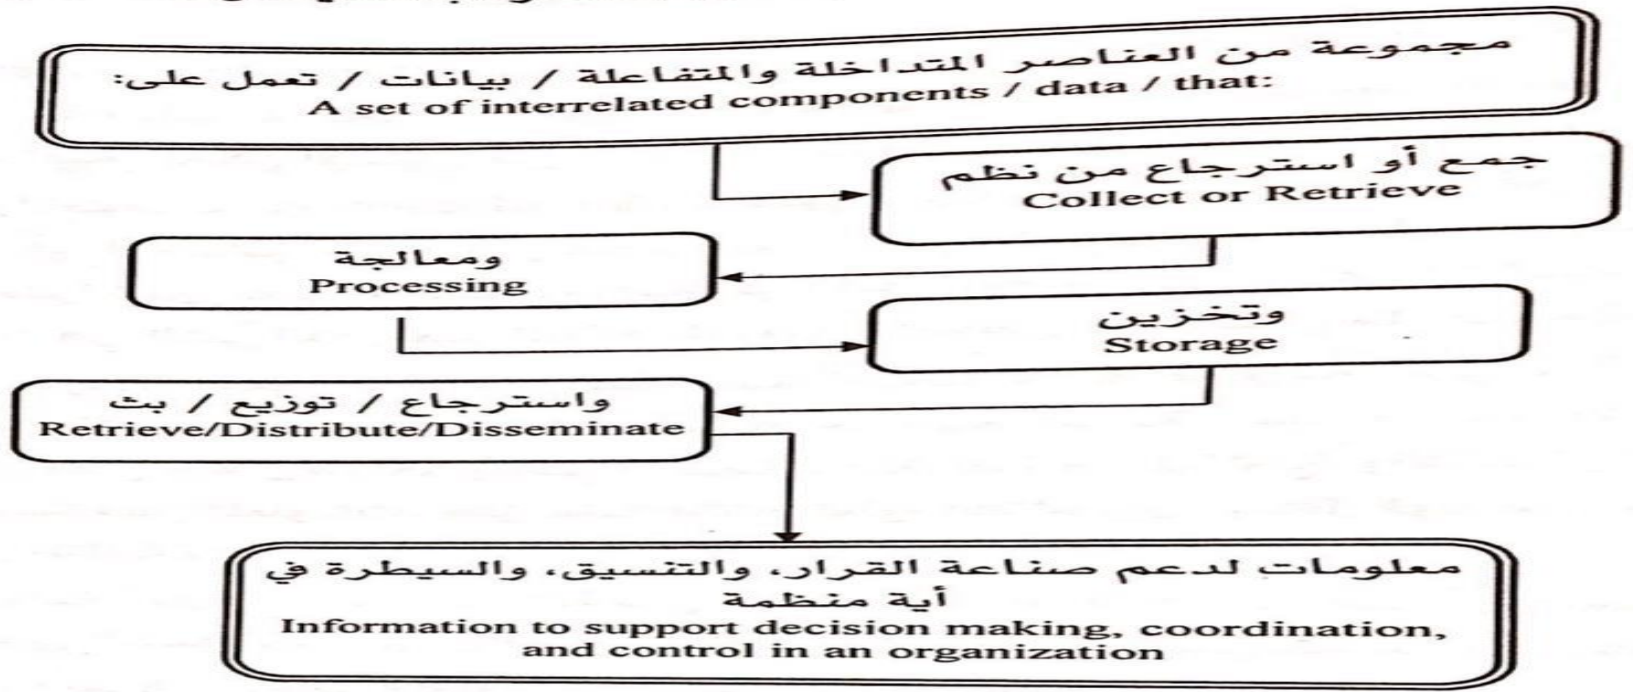 مجموعة من العناصر المتداخلة والمتفاعلة / بيانات / تعمل على:
A set of interrelated components / data / that:
جمع أو استرجاع من نظم
Collect or Retrieve
ومعالجة
Processing
وتخزين
Storage
واسترجاع / توزيع / بث
Retrieve/Distribute/Disseminate
معلومات لدعم صناعة القرار، والتنسيق، والسيطرة في
أية منظمة
Information to support decision making, coordination,
and control in an organization